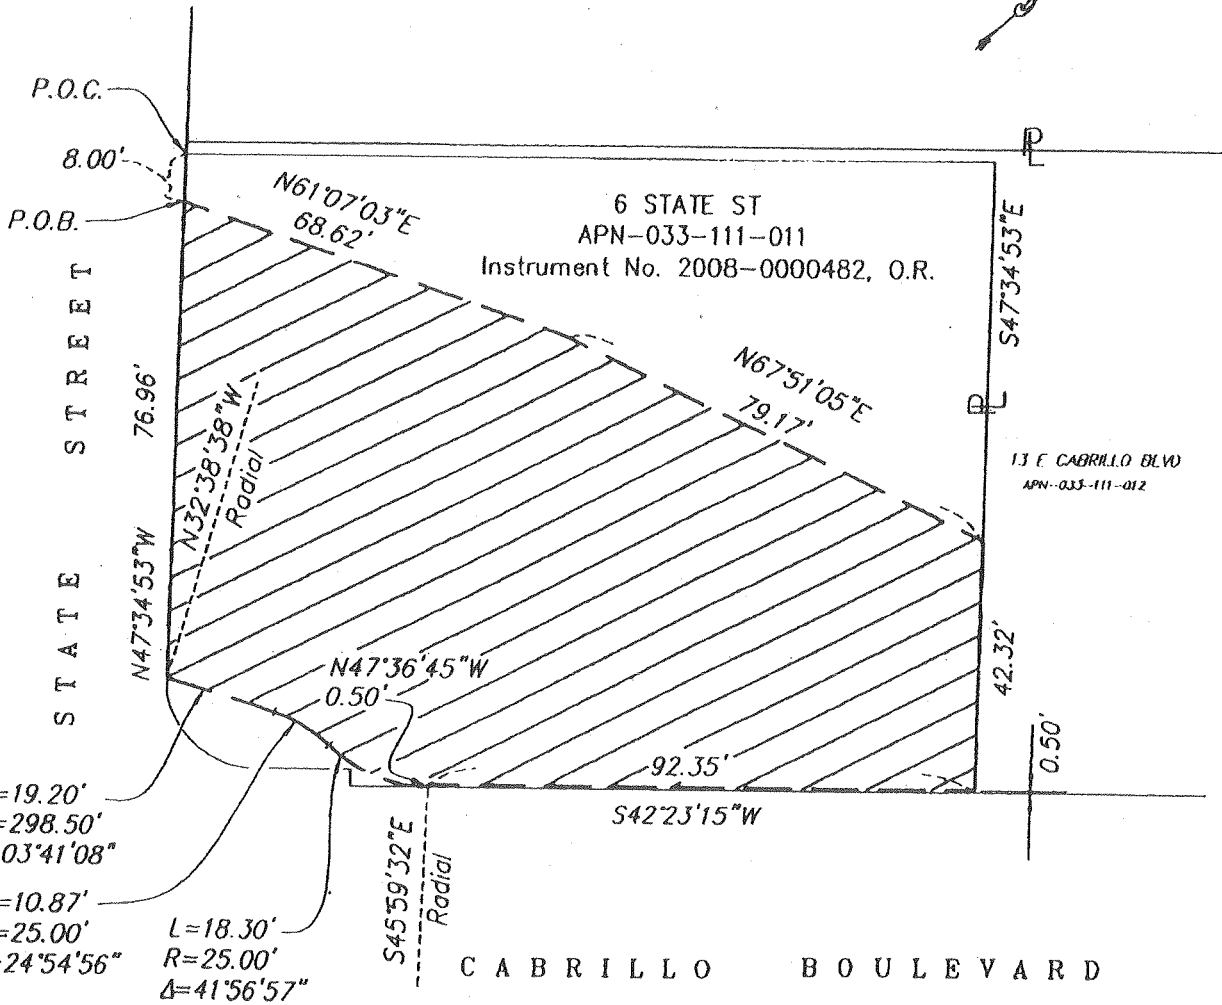 P.O.C.
8.00'
P.O.B.
N61°07'03"E
68.62'
6 STATE ST
APN-033-111-011
Instrument No. 2008-0000482, O.R.
S47°34'53"E
N67°51'05"E
79.17'
PL
PL
13 E CABRILLO BLVD
APN-033-111-012
STATE STREET
76.96'
N47°34'53"W
N32°38'38"W
Radial
N47°36'45"W
0.50'
92.35'
S42°23'15"W
42.32'
0.50'
=19.20'
=298.50'
03°41'08"
=10.87'
=25.00'
=24°54'56"
L=18.30'
R=25.00'
Δ=41°56'57"
S45°59'32"E
Radial
CABRILLO BOULEVARD